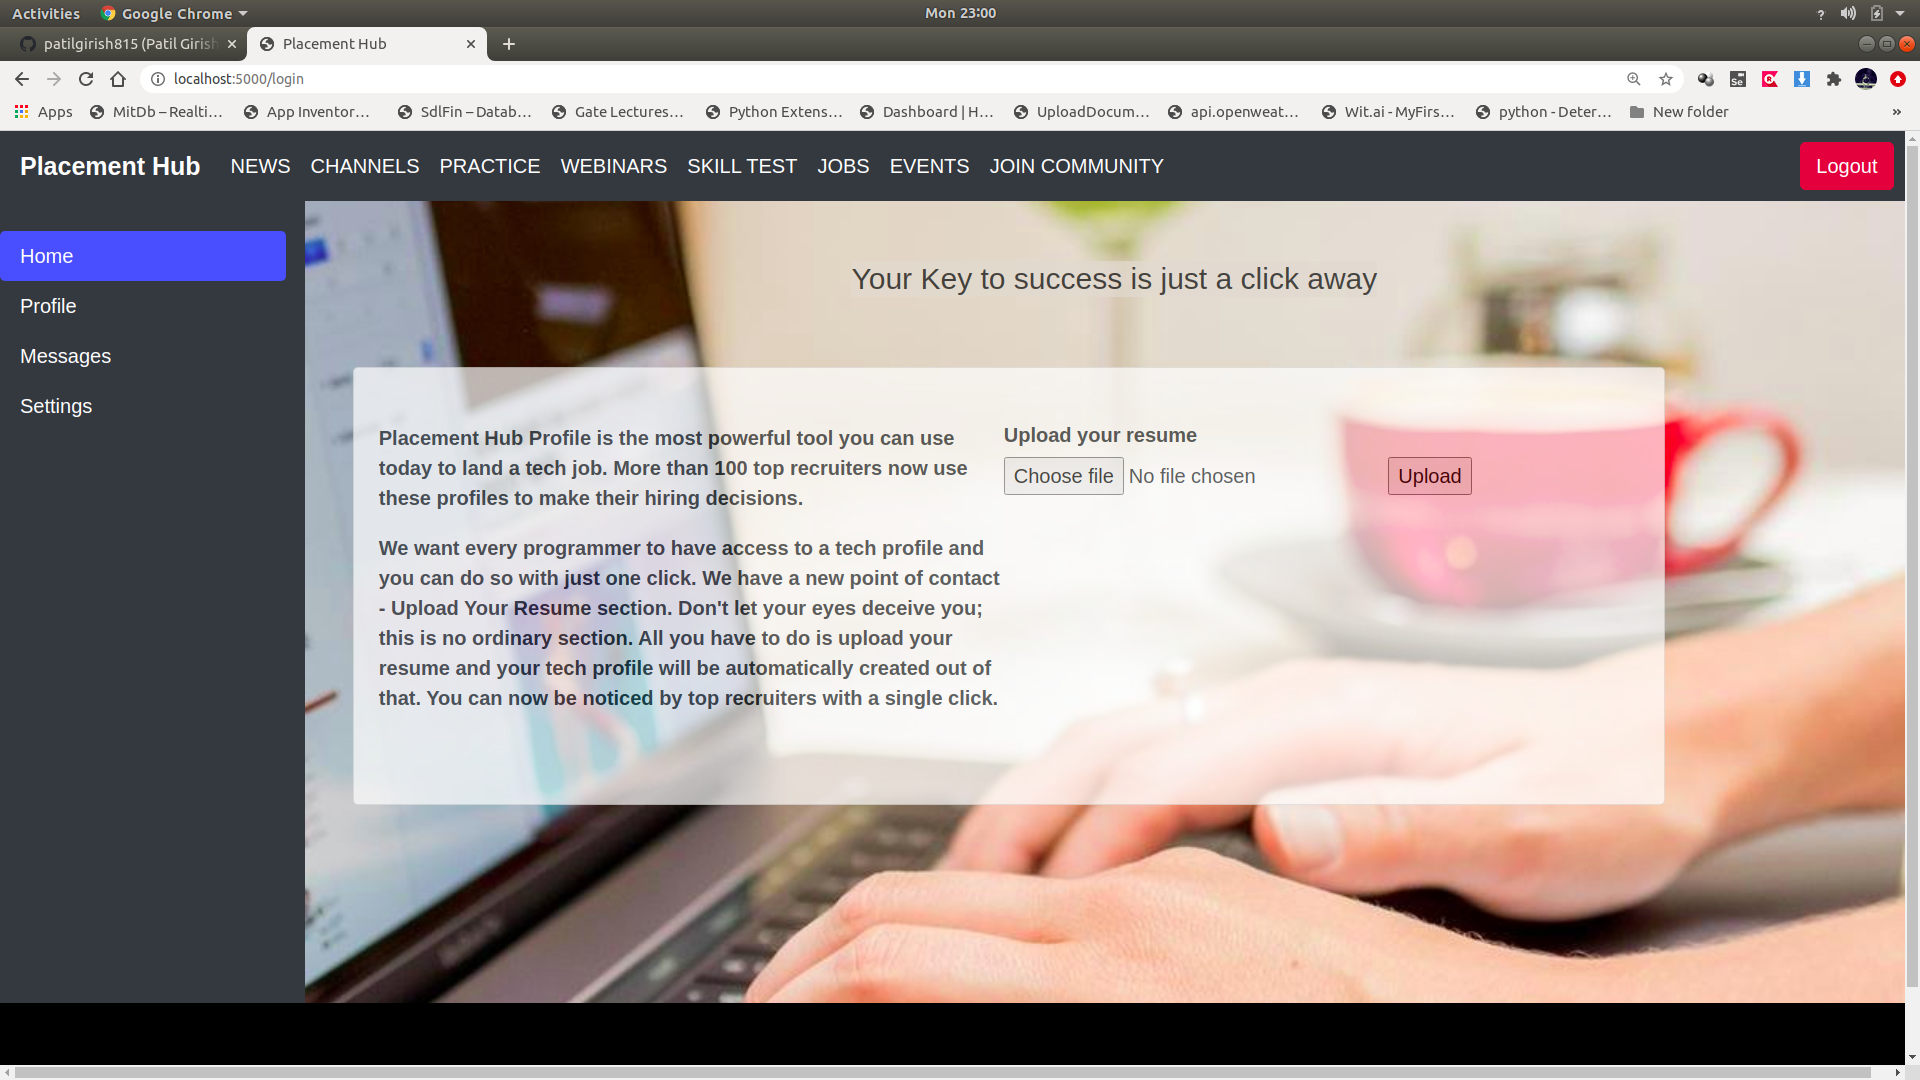 Activities Google Chrome Mon 23:00
patilgirish815 (Patil Girish Placement Hub
localhost:5000/login
Apps MitDb – Realti... App Inventor... SdlFin – Datab... Gate Lectures... Python Extens... Dashboard | H... UploadDocum... api.openweat... Wit.ai - MyFirs... python - Deter... New folder »
Placement Hub NEWS CHANNELS PRACTICE WEBINARS SKILL TEST JOBS EVENTS JOIN COMMUNITY Logout
Home
Profile
Messages
Settings
Your Key to success is just a click away
Placement Hub Profile is the most powerful tool you can use
today to land a tech job. More than 100 top recruiters now use
these profiles to make their hiring decisions.
We want every programmer to have access to a tech profile and
you can do so with just one click. We have a new point of contact
- Upload Your Resume section. Don't let your eyes deceive you;
this is no ordinary section. All you have to do is upload your
resume and your tech profile will be automatically created out of
that. You can now be noticed by top recruiters with a single click.
Upload your resume
Choose file No file chosen Upload